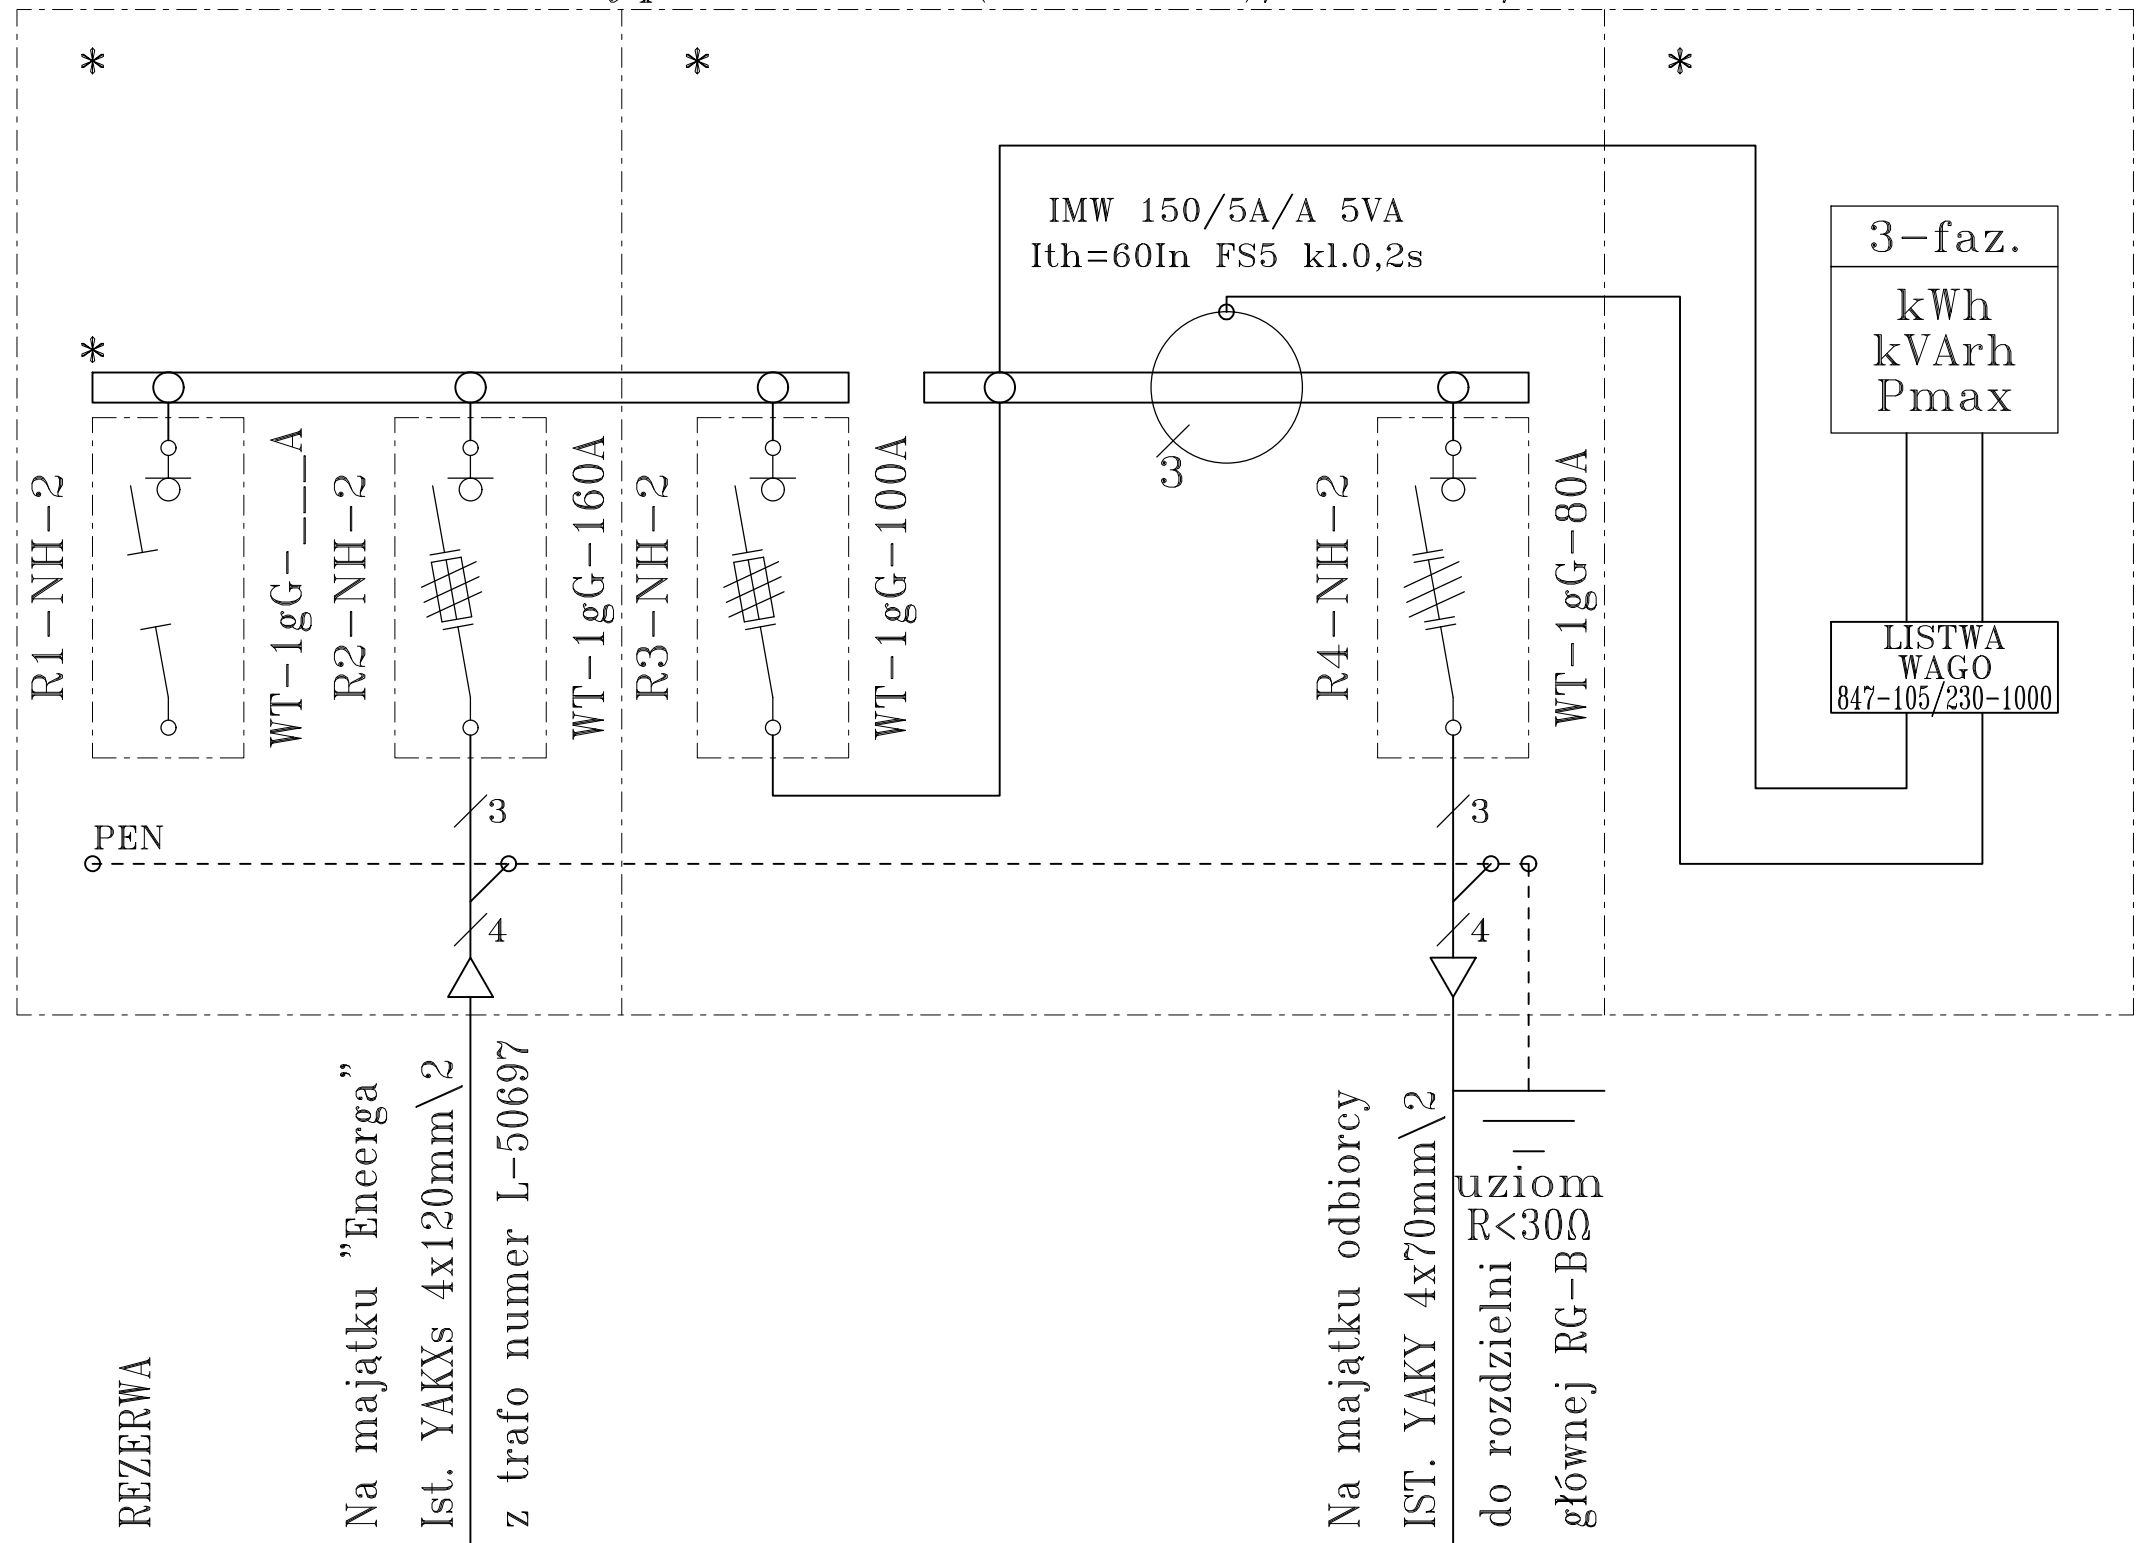 *
*
*
IMW 150/5A/A 5VA
Ith=60In FS5 kl.0,2s
3-faz.
kWh
kVArh
Pmax
*
R1-NH-2
WT-1gG-___A
R2-NH-2
WT-1gG-160A
R3-NH-2
WT-1gG-100A
3
R4-NH-2
WT-1gG-80A
LISTWA
WAGO
847-105/230-1000
3
3
PEN
4
4
REZERWA
Na majątku "Eneerga"
Ist. YAKXs 4x120mm\2
z trafo numer L-50697
Na majątku odbiorcy
IST. YAKY 4x70mm\2
uziom
R<30Ω
do rozdzielni
głównej RG-B